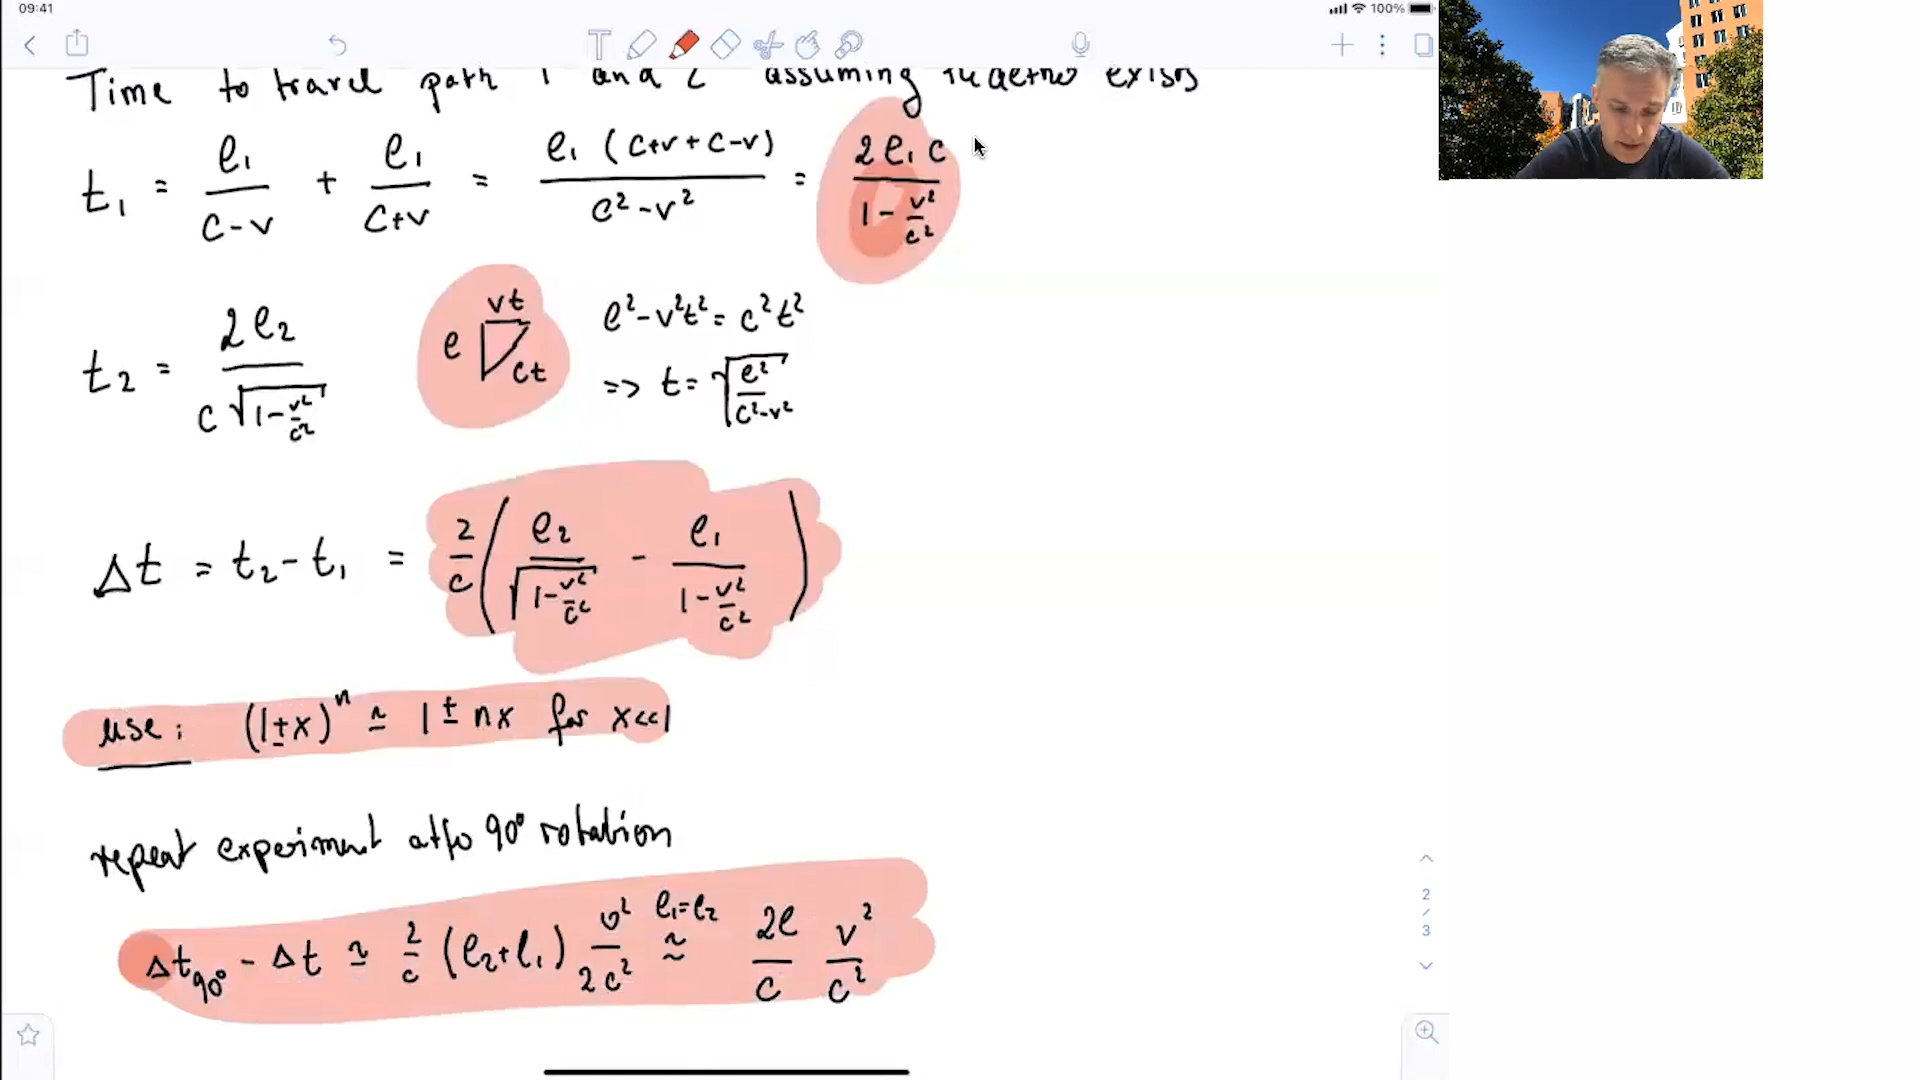 09:41
100%
Time to travel path 1 and 2 assuming the aether exists
t₁ = ℓ₁/(c-v) + ℓ₁/(c+v) = ℓ₁ (c+v+c-v)/(c²-v²) = 2ℓ₁c/(1-v²/c²)
t₂ = 2ℓ₂/(c√(1-v²/c²))
vt
ℓ
ct
ℓ²-v²t² = c²t²
=> t = √(ℓ²/(c²-v²))
Δt = t₂-t₁ = 2/c (ℓ₂/√(1-v²/c²) - ℓ₁/(1-v²/c²))
use: (1±x)ⁿ ≃ 1 ± nx for x<<1
repeat experiment 90° rotation
Δt₉₀° - Δt ≃ 2/c (ℓ₂+ℓ₁) v²/2c² ≈ 2ℓ/c v²/c²
ℓ₁=ℓ₂
2
/
3